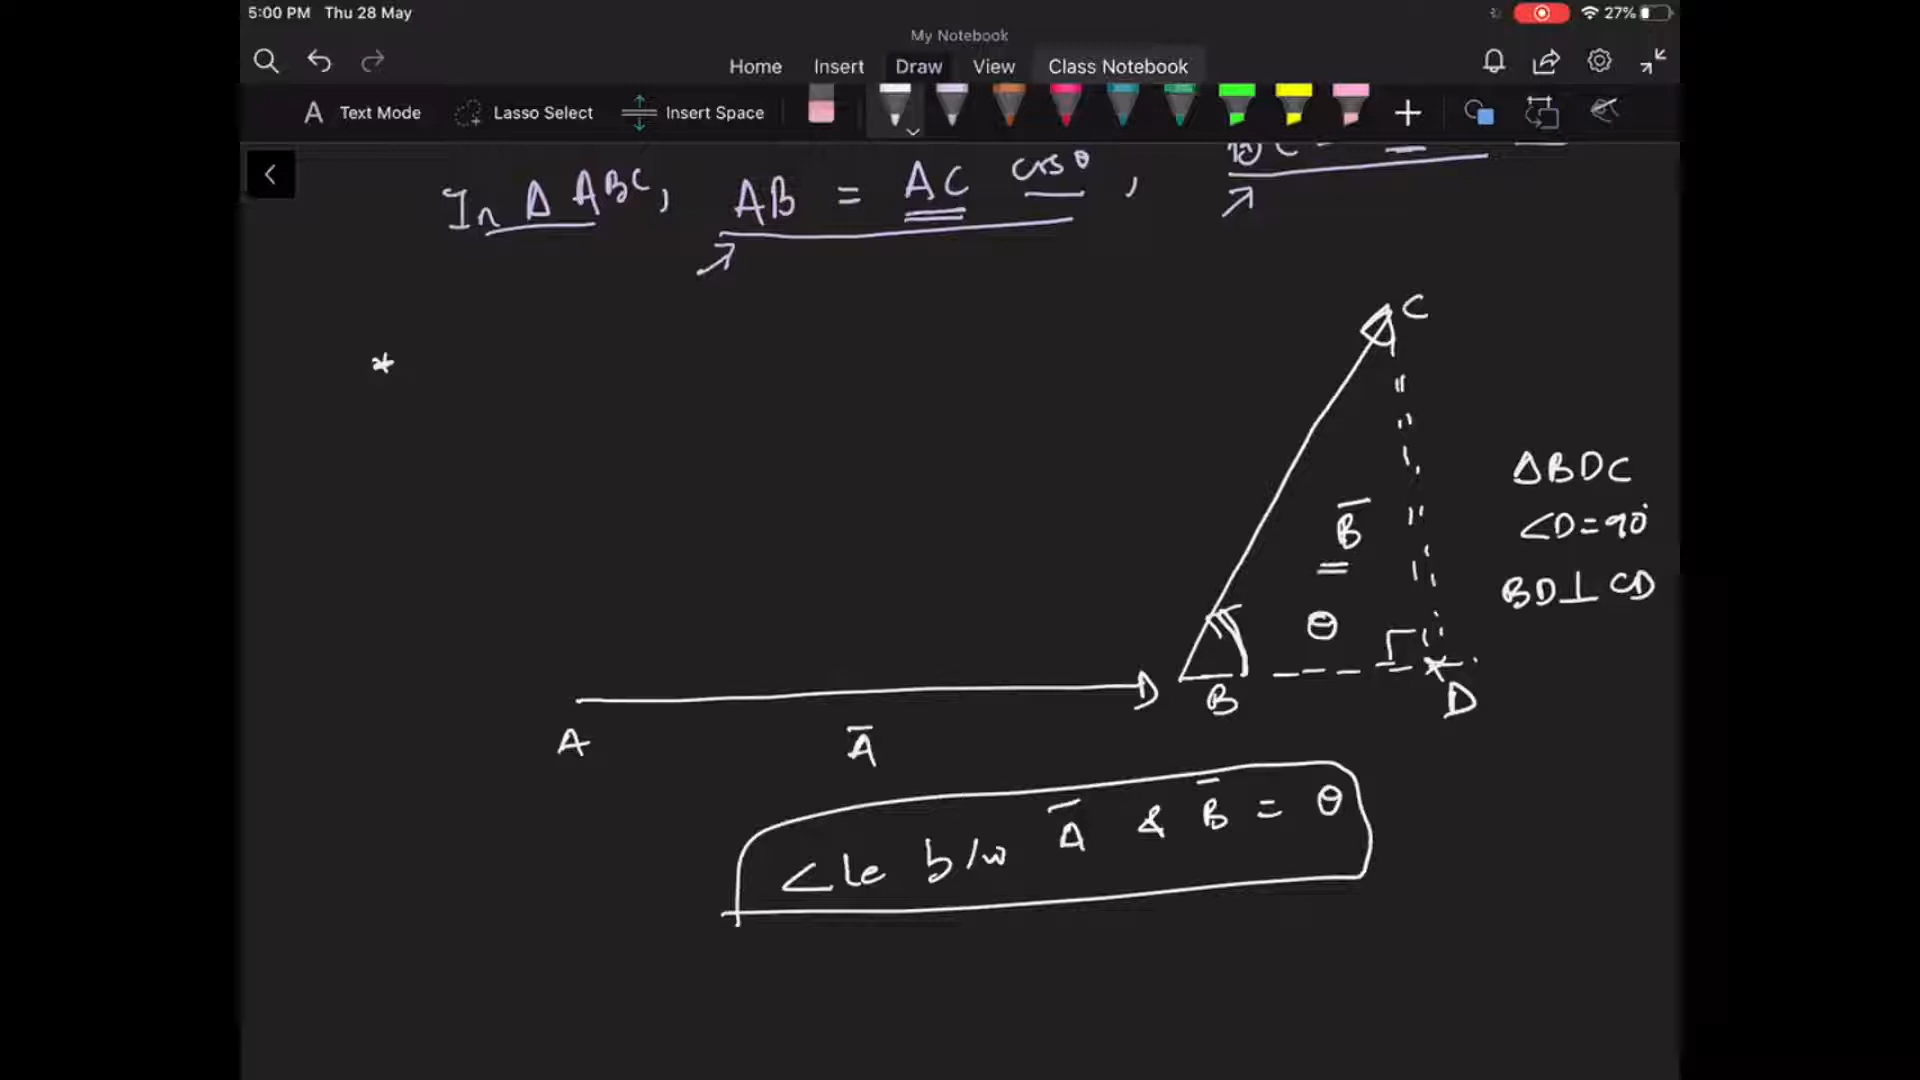 5:00 PM Thu 28 May
27%
My Notebook
Home Insert Draw View Class Notebook
A Text Mode Lasso Select Insert Space
In Δ ABC, AB = AC cos θ ,
C
*
Δ B D C
B̅
∠D = 90°
BD ⊥ CD
θ
B
D
A
A̅
∠le b/w A̅ & B̅ = θ